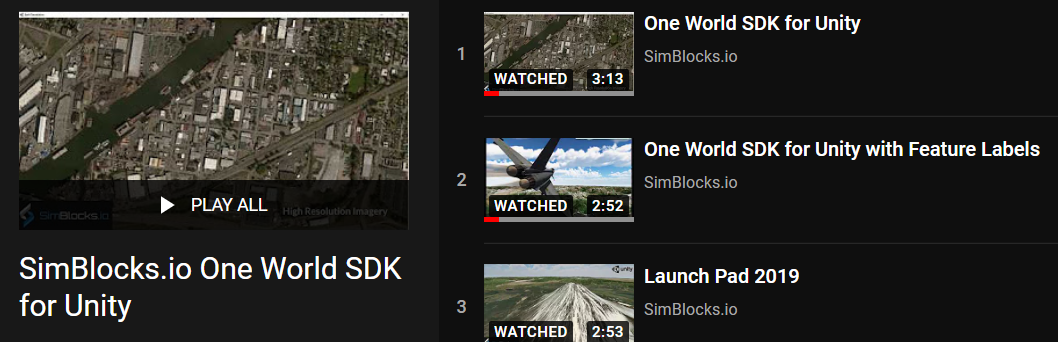 SimBlocks.io
PLAY ALL
High Resolution Imagery
SimBlocks.io One World SDK
for Unity
1
WATCHED
3:13
One World SDK for Unity
SimBlocks.io
2
WATCHED
2:52
One World SDK for Unity with Feature Labels
SimBlocks.io
3
unity
WATCHED
2:53
Launch Pad 2019
SimBlocks.io